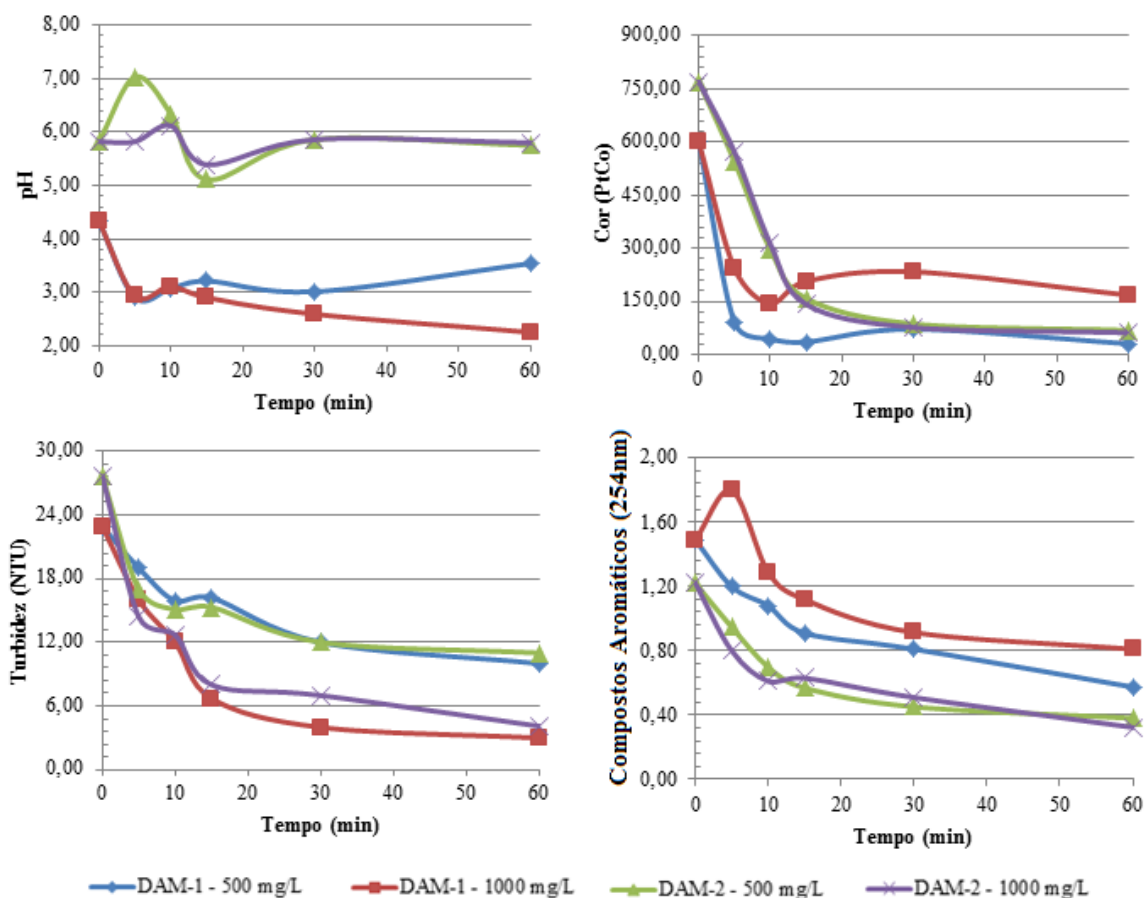 pH
8,00
7,00
6,00
5,00
4,00
3,00
2,00
0 10 20 30 40 50 60
Tempo (min)
Cor (PtCo)
900,00
750,00
600,00
450,00
300,00
150,00
0,00
0 10 20 30 40 50 60
Tempo (min)
Turbidez (NTU)
30,00
24,00
18,00
12,00
6,00
0,00
0 10 20 30 40 50 60
Tempo (min)
Compostos Aromáticos (254nm)
2,00
1,60
1,20
0,80
0,40
0,00
0 10 20 30 40 50 60
Tempo (min)
DAM-1 - 500 mg/L DAM-1 - 1000 mg/L DAM-2 - 500 mg/L DAM-2 - 1000 mg/L